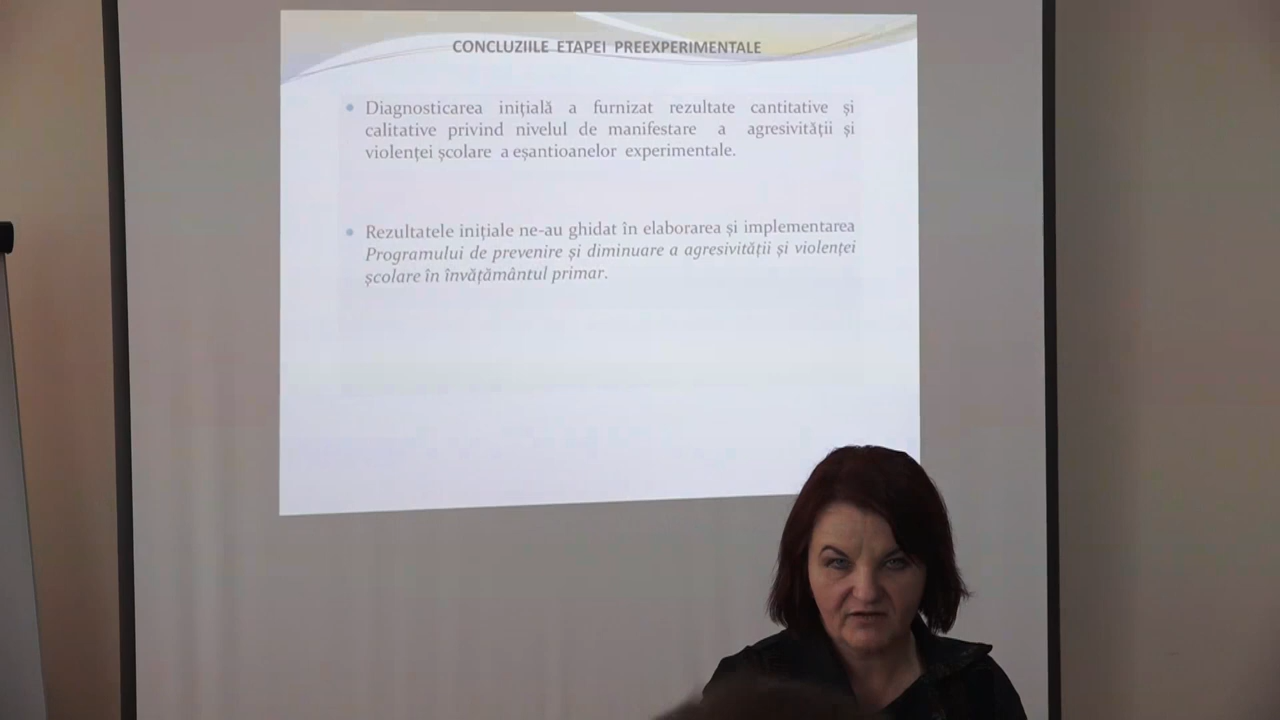 CONCLUZIILE ETAPEI PREEXPERIMENTALE
• Diagnosticarea inițială a furnizat rezultate cantitative și
calitative privind nivelul de manifestare a agresivității și
violenței școlare a eșantioanelor experimentale.
• Rezultatele inițiale ne-au ghidat în elaborarea și implementarea
Programului de prevenire și diminuare a agresivității și violenței
școlare în învățământul primar.